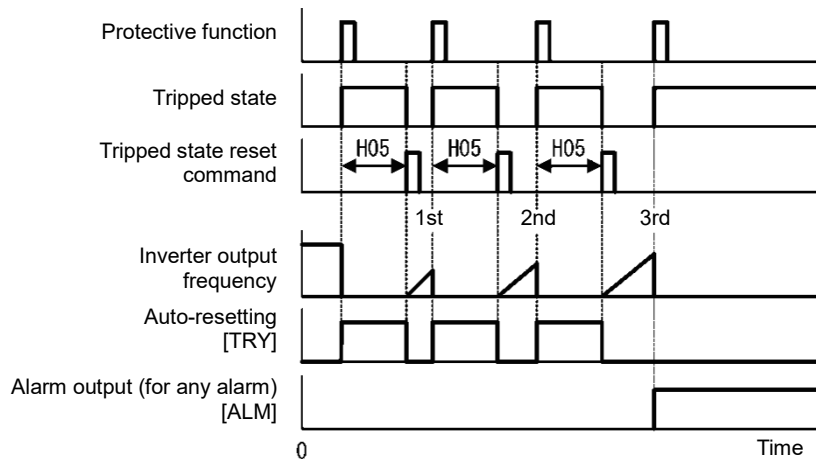 Protective function
Tripped state
Tripped state reset
command
H05
H05
H05
1st
2nd
3rd
Inverter output
frequency
Auto-resetting
[TRY]
Alarm output (for any alarm)
[ALM]
0
Time